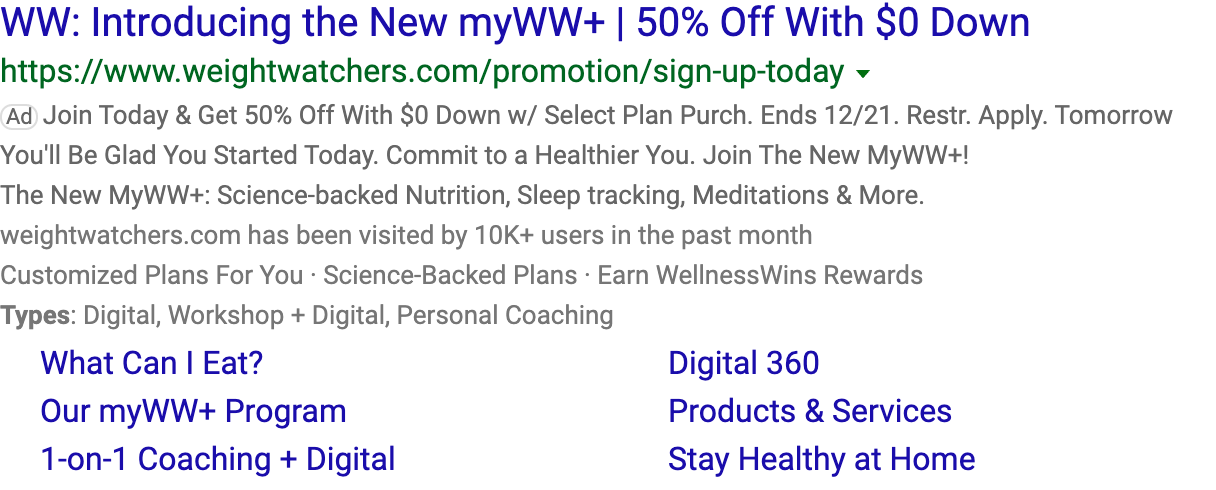 WW: Introducing the New myWW+ | 50% Off With $0 Down
https://www.weightwatchers.com/promotion/sign-up-today
Ad Join Today & Get 50% Off With $0 Down w/ Select Plan Purch. Ends 12/21. Restr. Apply. Tomorrow
You'll Be Glad You Started Today. Commit to a Healthier You. Join The New MyWW+!
The New MyWW+: Science-backed Nutrition, Sleep tracking, Meditations & More.
weightwatchers.com has been visited by 10K+ users in the past month
Customized Plans For You · Science-Backed Plans · Earn WellnessWins Rewards
Types: Digital, Workshop + Digital, Personal Coaching
What Can I Eat? Digital 360
Our myWW+ Program Products & Services
1-on-1 Coaching + Digital Stay Healthy at Home